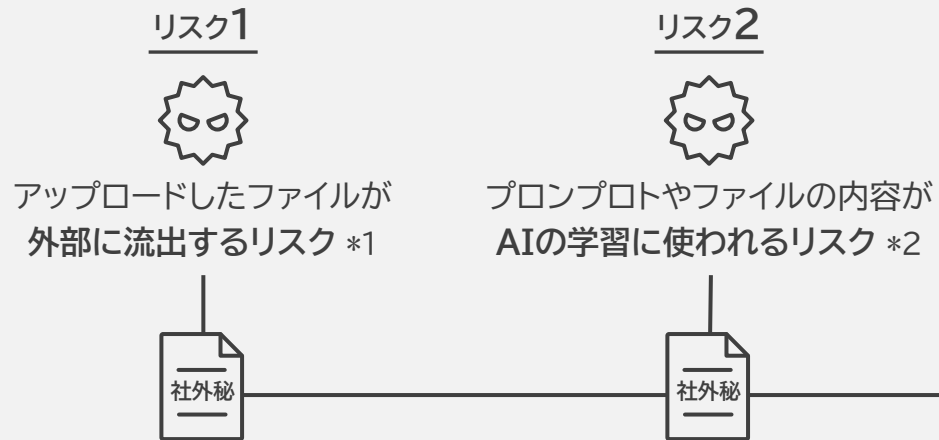 リスク1
アップロードしたファイルが
外部に流出するリスク *1
社外秘
リスク2
プロンプロトやファイルの内容が
AIの学習に使われるリスク *2
社外秘